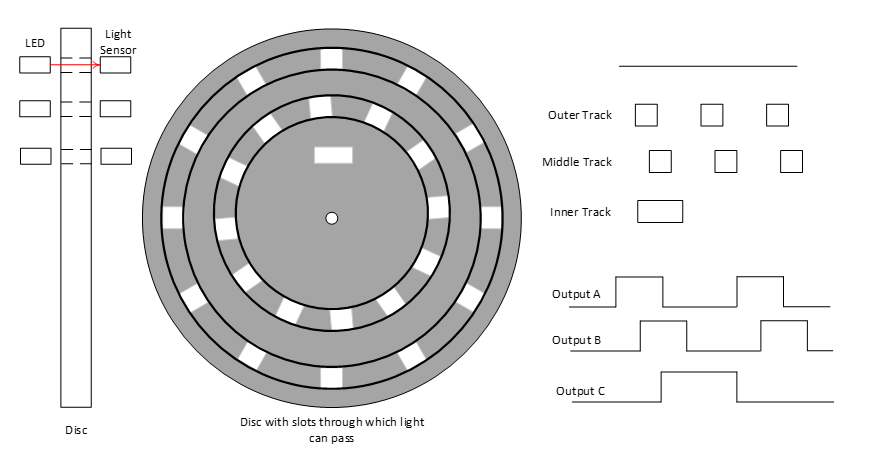 LED
Light
Sensor
Disc
Disc with slots through which light
can pass
Outer Track
Middle Track
Inner Track
Output A
Output B
Output C